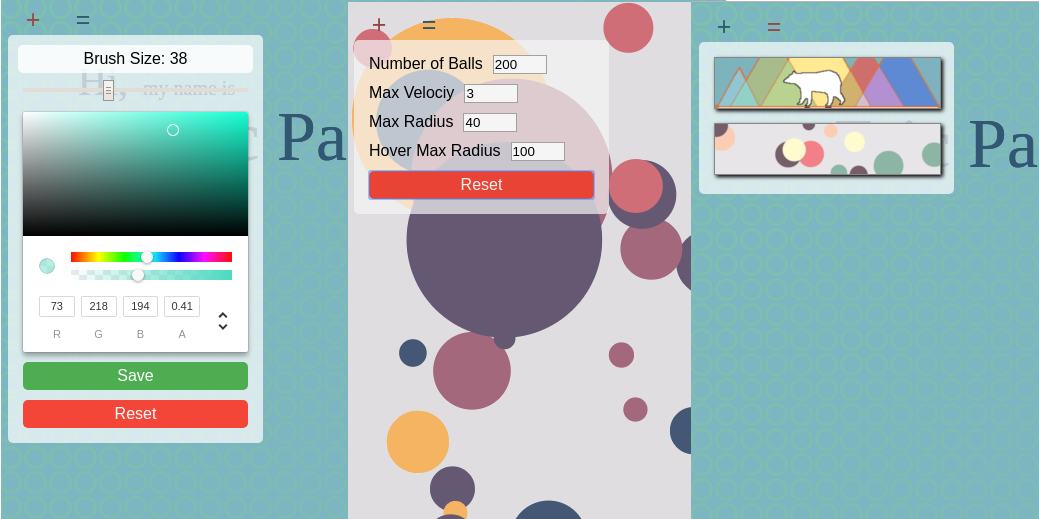 + =
Brush Size: 38
Hi, my name is
c Pa
73 218 194 0.41
R G B A
Save
Reset
+ =
Number of Balls 200
Max Velociy 3
Max Radius 40
Hover Max Radius 100
Reset
+ =
c Pa